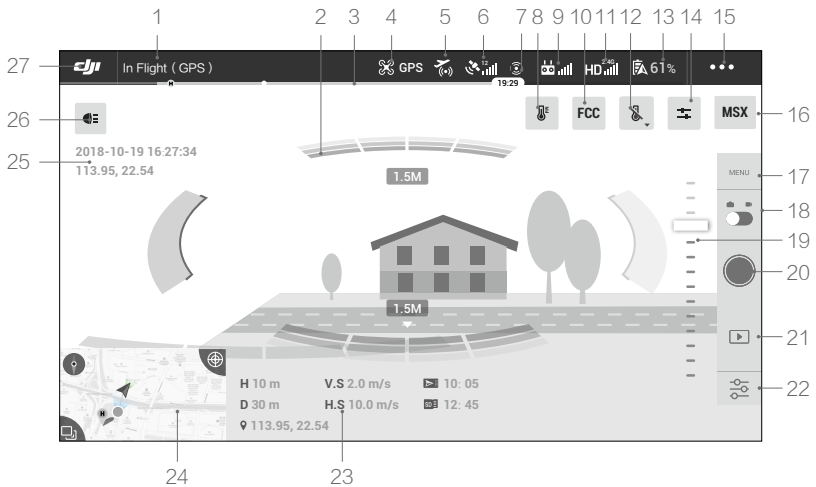 1 2 3 4 5 6 7 8 9 10 11 12 13 14 15
27 dji In Flight ( GPS ) GPS 12 HD 2.4G 61%
H 19:29
26 FCC MSX 16
25 2018-10-19 16:27:34
113.95, 22.54
1.5M
MENU 17
18
19
20
1.5M
21
H 10 m V.S 2.0 m/s 10: 05
D 30 m H.S 10.0 m/s SD 12: 45
113.95, 22.54
H
22
24 23